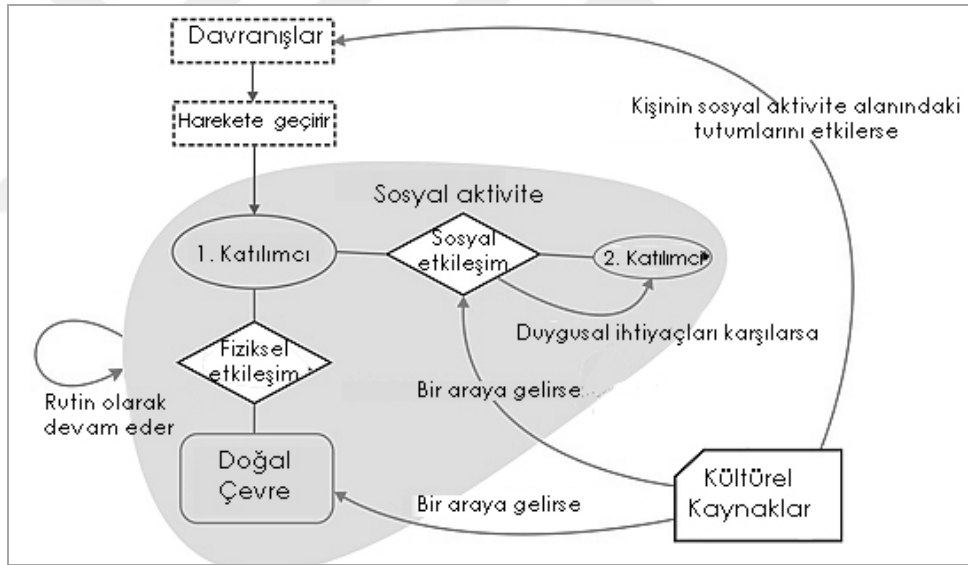 Davranışlar
Harekete geçirir
Kişinin sosyal aktivite alanındaki
tutumlarını etkilerse
Sosyal aktivite
1. Katılımcı
Sosyal
etkileşim
2. Katılımcı
Duygusal ihtiyaçları karşılarsa
Fiziksel
etkileşim
Bir araya gelirse
Rutin olarak
devam eder
Doğal
Çevre
Bir araya gelirse
Kültürel
Kaynaklar